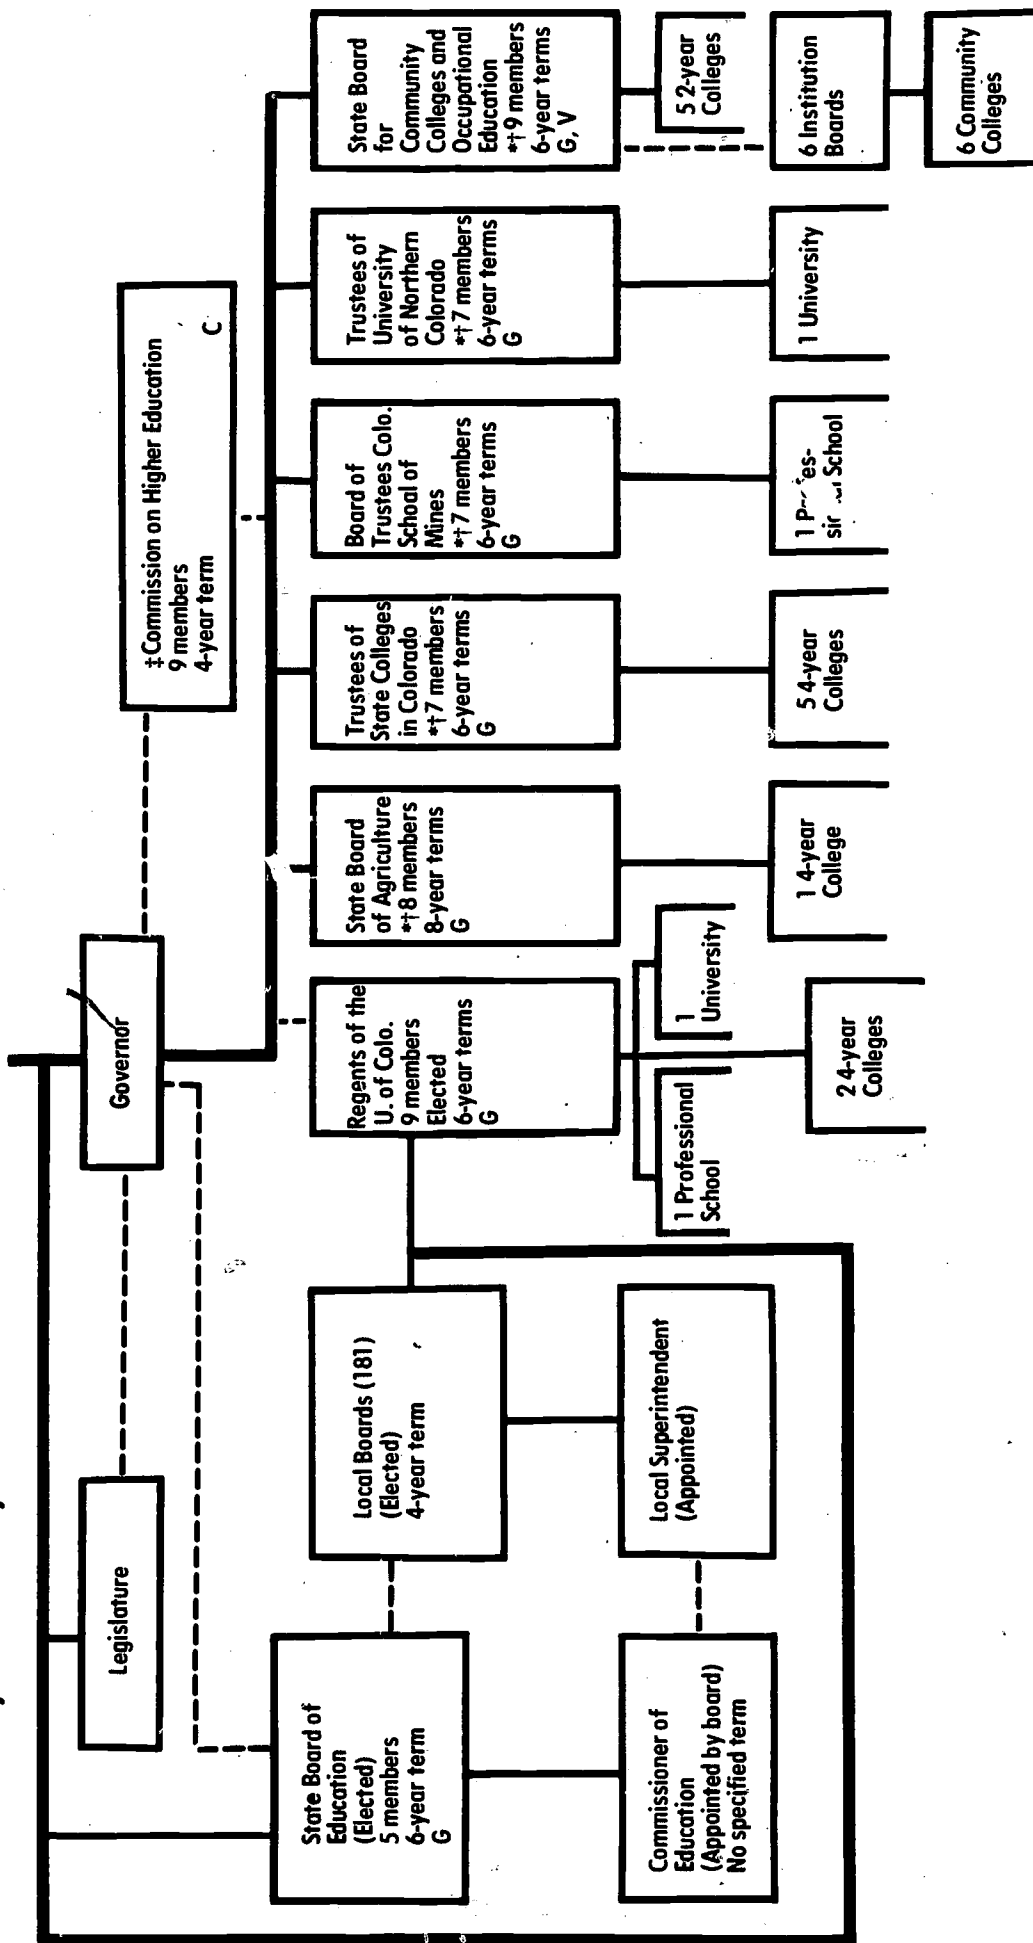 Legislature
Governor
‡Commission on Higher Education
9 members
4-year term
C
State Board of
Education
(Elected)
5 members
6-year term
G
Local Boards (181)
(Elected)
4-year term
Regents of the
U. of Colo.
9 members
Elected
6-year terms
G
State Board
of Agriculture
*†8 members
8-year terms
G
Trustees of
State Colleges
in Colorado
*†7 members
6-year terms
G
Board of
Trustees Colo.
School of
Mines
*†7 members
6-year terms
G
Trustees of
University
of Northern
Colorado
*†7 members
6-year terms
G
State Board
for
Community
Colleges and
Occupational
Education
*†9 members
6-year terms
G, V
Commissioner of
Education
(Appointed by board)
No specified term
Local Superintendent
(Appointed)
1 Professional
School
1
University
2 4-year
Colleges
1 4-year
College
5 4-year
Colleges
1
School
1 University
5 2-year
Colleges
6 Institution
Boards
6 Community
Colleges